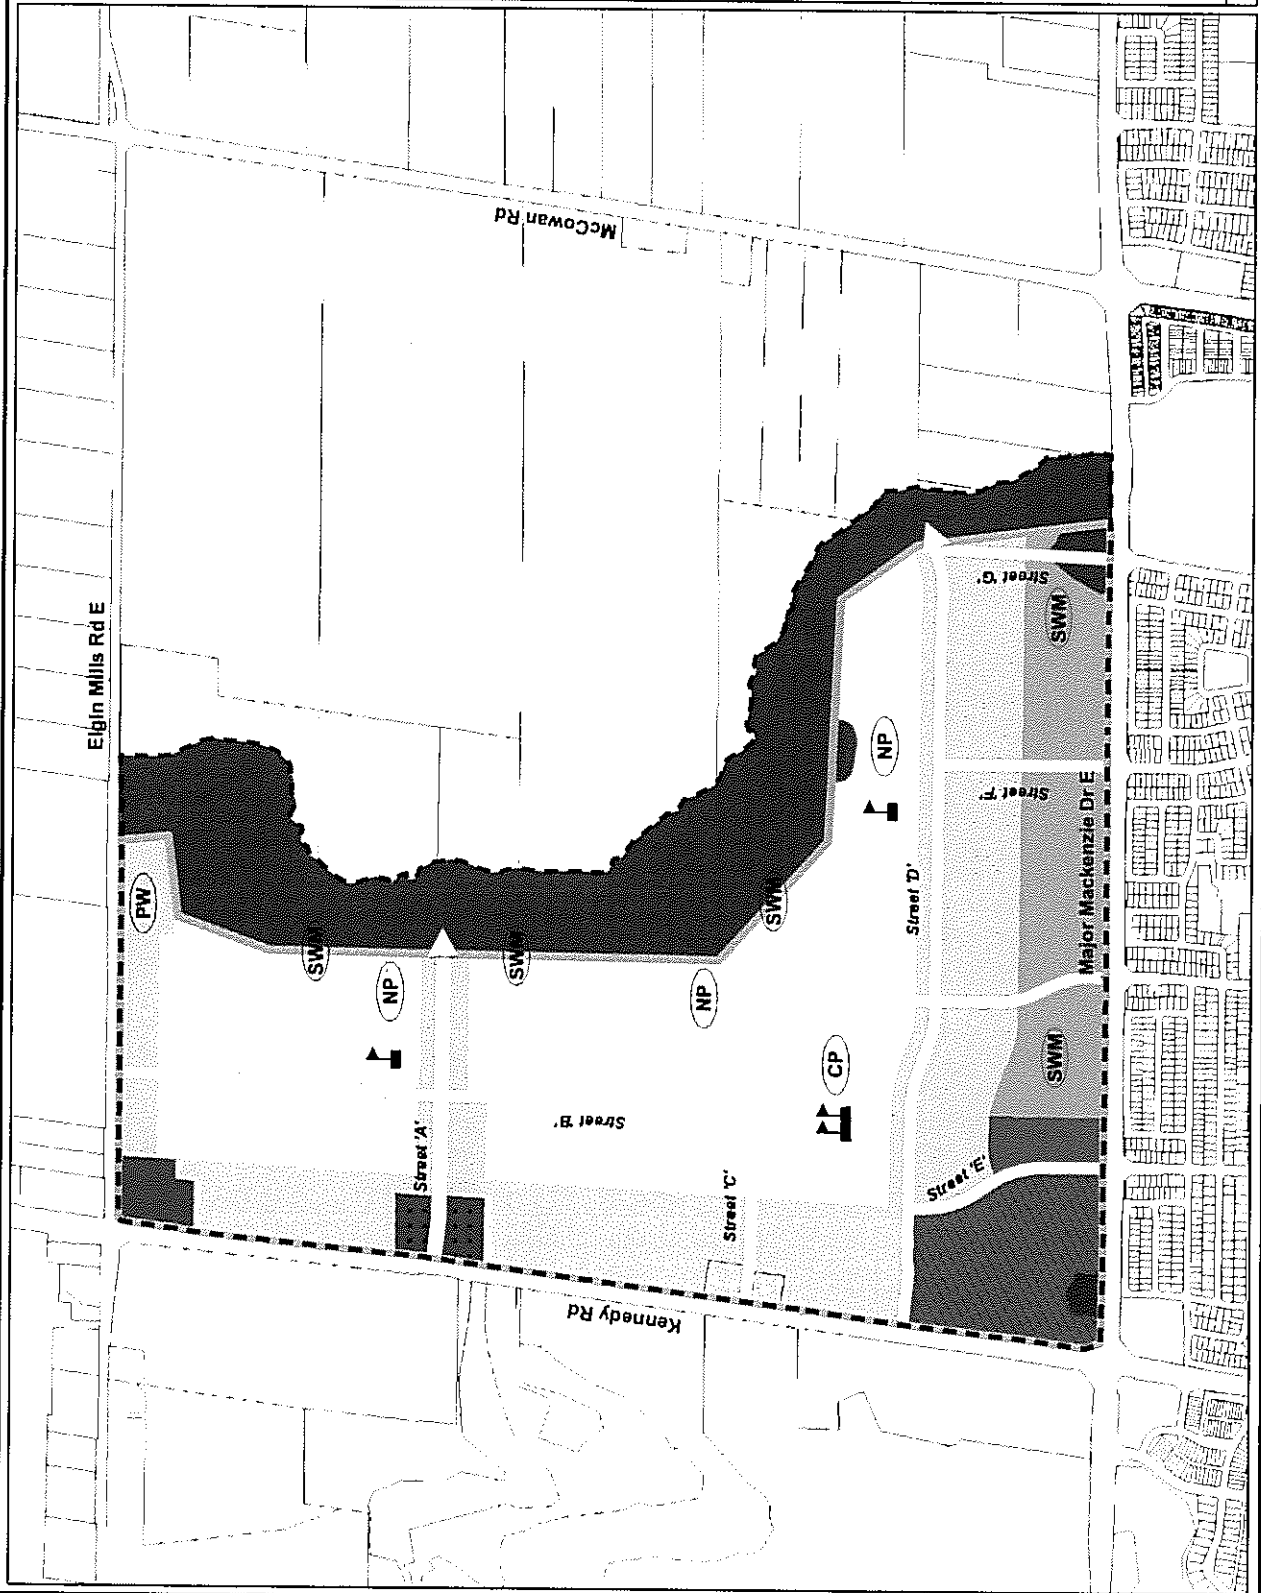 McCowan Rd
Elgin Mills Rd E
PW
SWM
NP
SWM
NP
SWM
NP
CP
Street 'A'
Street 'B'
Street 'C'
Street 'D'
Street 'E'
Street 'F'
Street 'G'
SWM
SWM
Major Mackenzie Dr E
Kennedy Rd